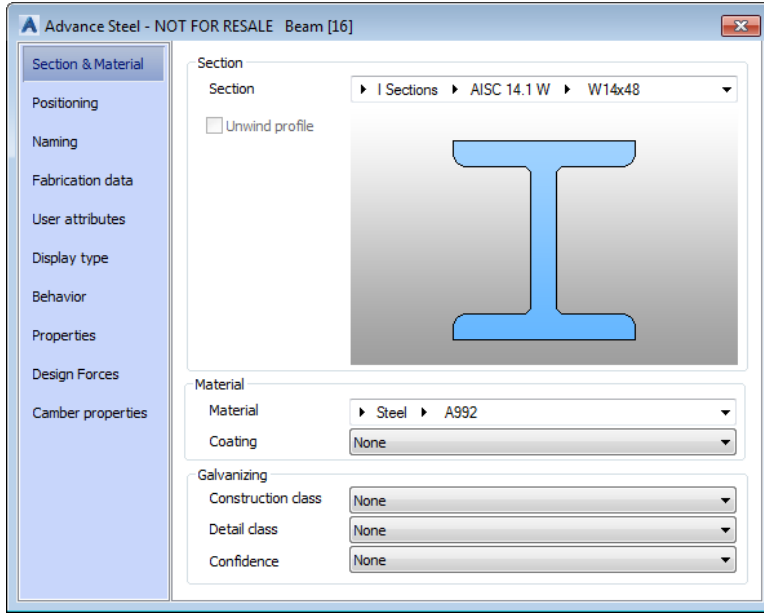 Advance Steel - NOT FOR RESALE Beam [16]
Section & Material
Positioning
Naming
Fabrication data
User attributes
Display type
Behavior
Properties
Design Forces
Camber properties
Section
Section I Sections AISC 14.1 W W14x48
Unwind profile
Material
Material Steel A992
Coating None
Galvanizing
Construction class None
Detail class None
Confidence None